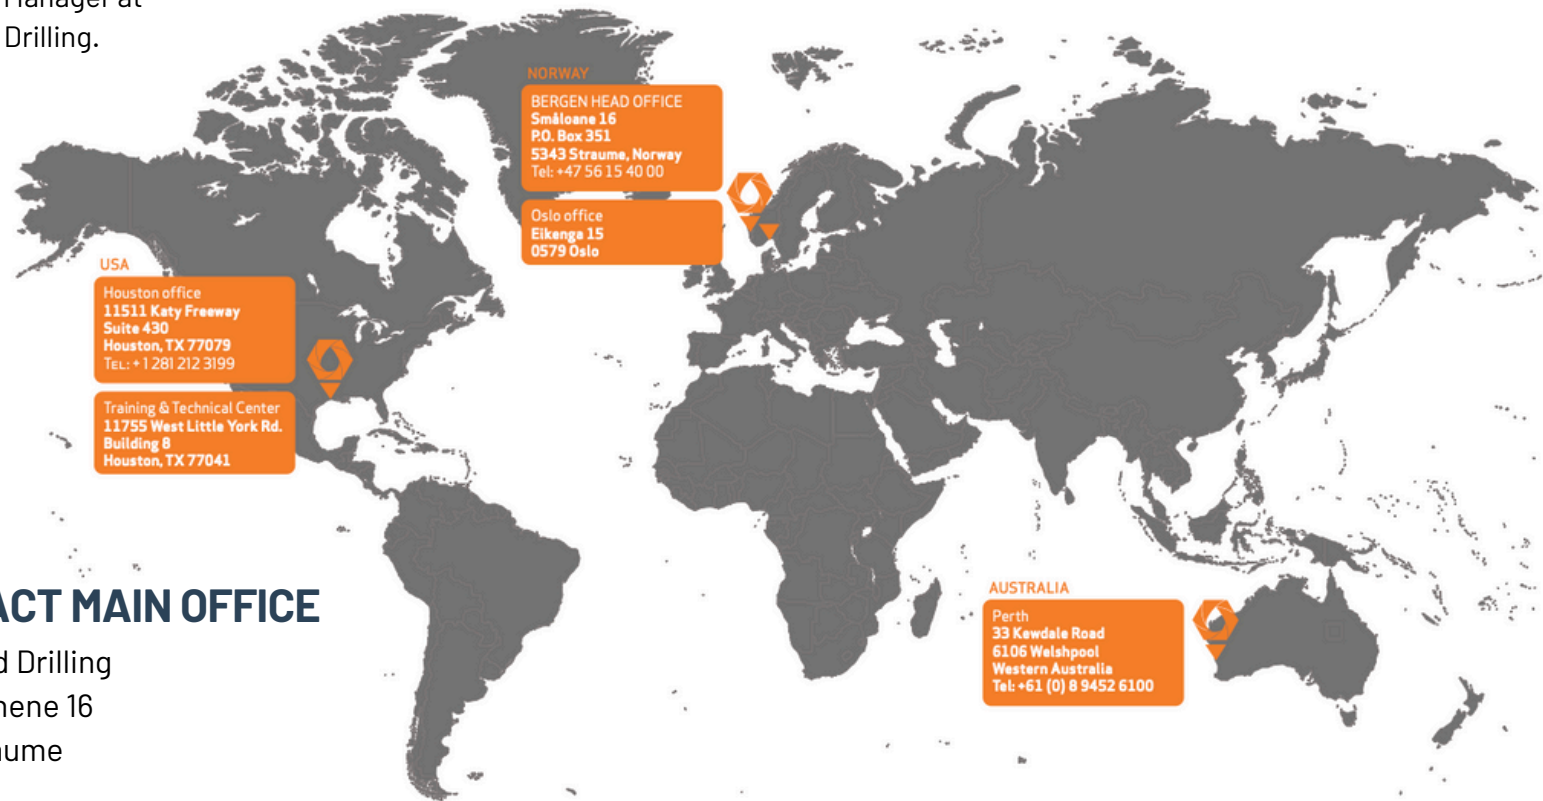 Manager at
Drilling.
NORWAY
BERGEN HEAD OFFICE
Småloane 16
P.O. Box 351
5343 Straume, Norway
Tel: +47 56 15 40 00
Oslo office
Eikenga 15
0579 Oslo
USA
Houston office
11511 Katy Freeway
Suite 430
Houston, TX 77079
TEL: + 1 281 212 3199
Training & Technical Center
11755 West Little York Rd.
Building 8
Houston, TX 77041
AUSTRALIA
Perth
33 Kewdale Road
6106 Welshpool
Western Australia
Tel: +61 (0) 8 9452 6100
ACT MAIN OFFICE
d Drilling
nene 16
ume